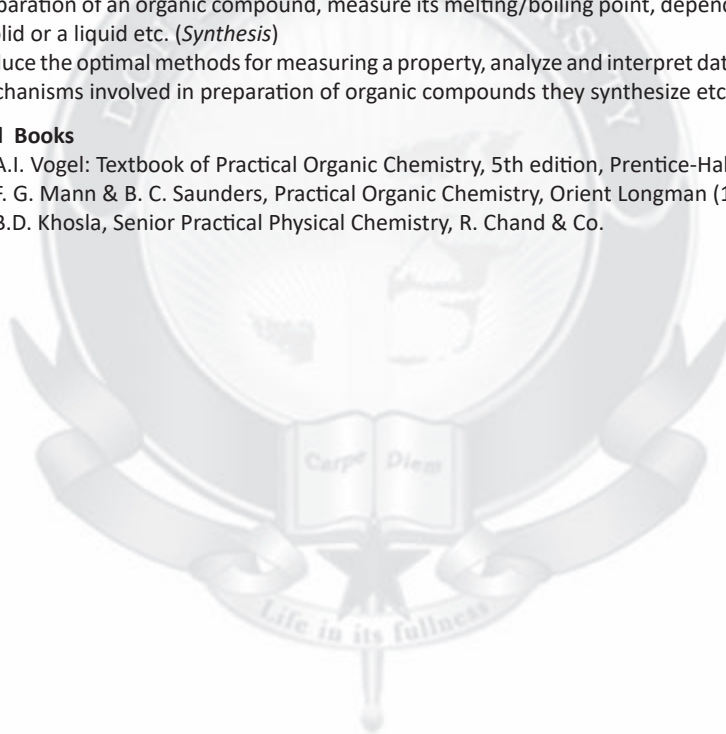 paration of an organic compound, measure its melting/boiling point, depend
olid or a liquid etc. (Synthesis)
duce the optimal methods for measuring a property, analyze and interpret dat
chanisms involved in preparation of organic compounds they synthesize etc
Books
A.I. Vogel: Textbook of Practical Organic Chemistry, 5th edition, Prentice-Hal
F. G. Mann & B. C. Saunders, Practical Organic Chemistry, Orient Longman (1
B.D. Khosla, Senior Practical Physical Chemistry, R. Chand & Co.
Carpe Diem
Life in its fullness